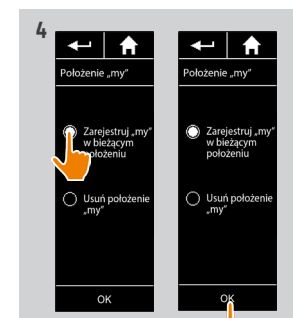 4
Położenie „my”
Zarejestruj „my”
w bieżącym
położeniu
Usuń położenie
„my”
OK
Położenie „my”
Zarejestruj „my”
w bieżącym
położeniu
Usuń położenie
„my”
OK